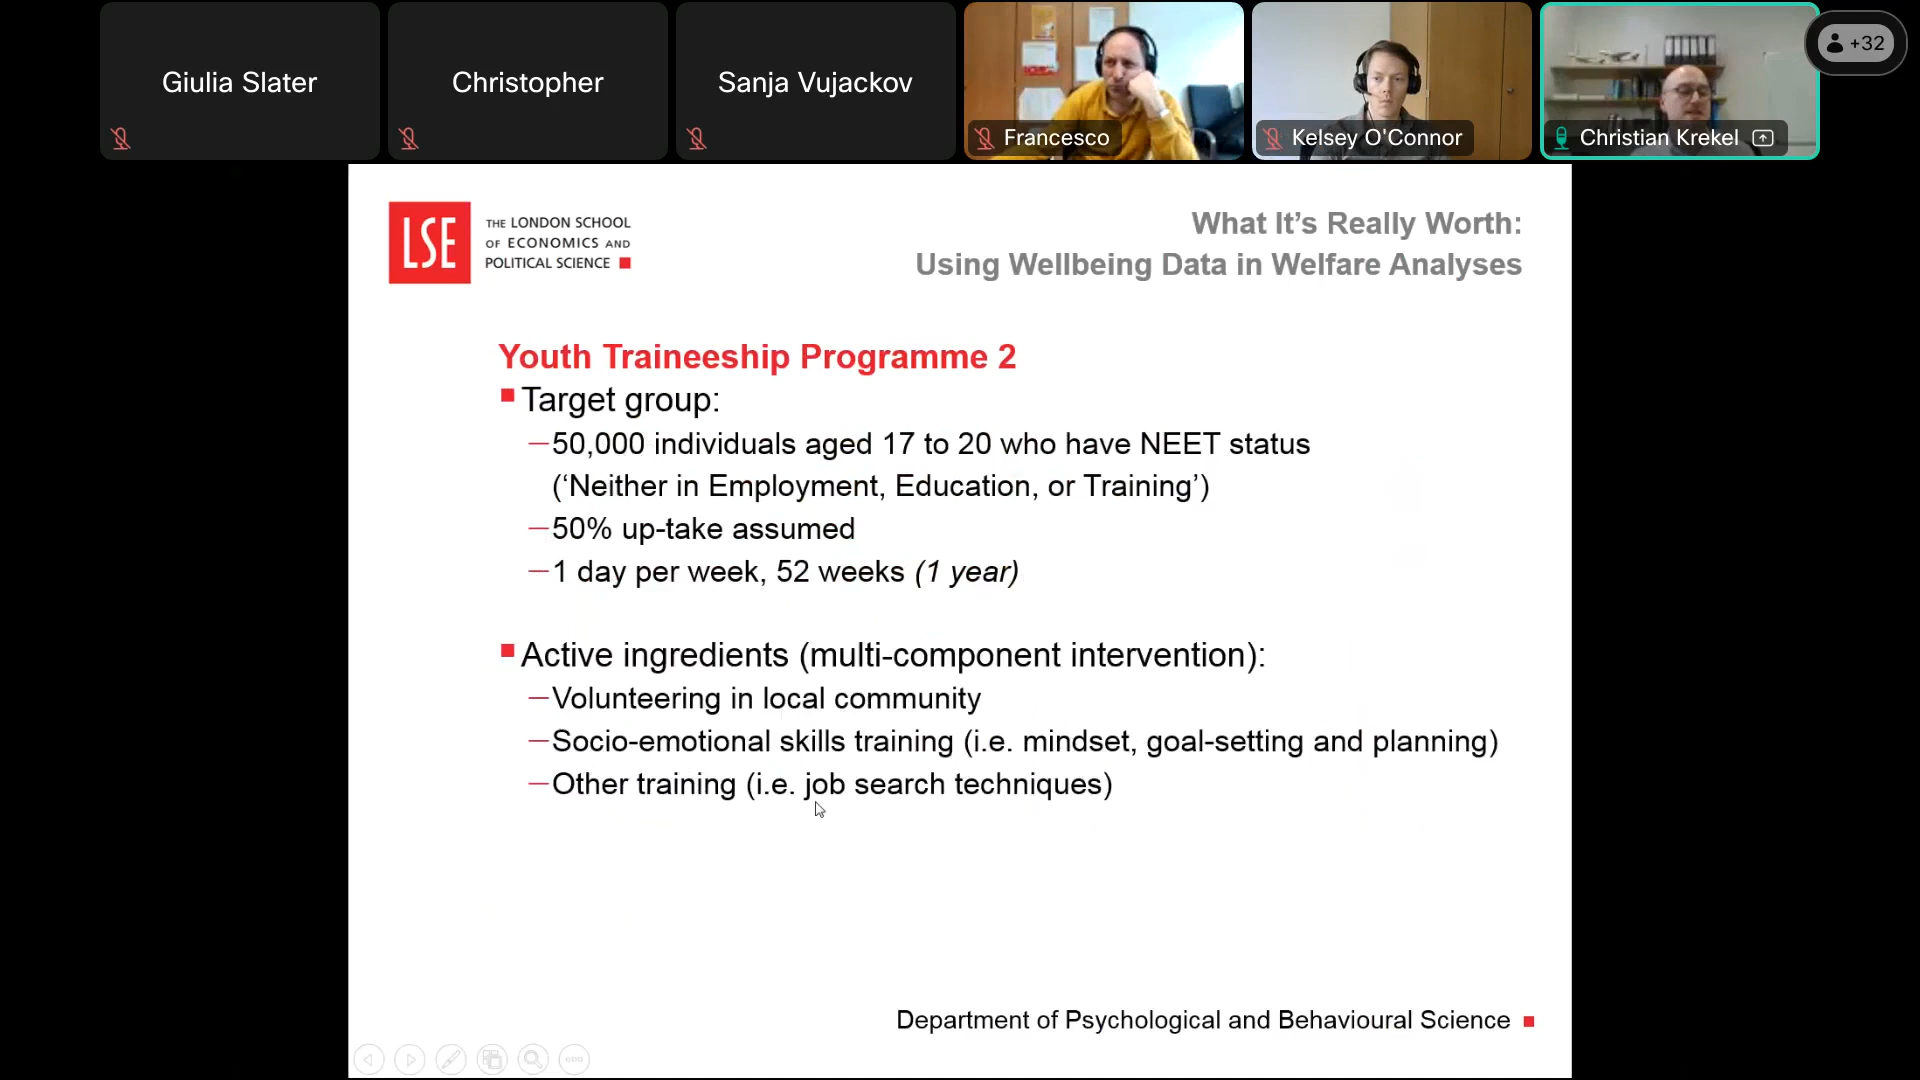 Giulia Slater
Christopher
Sanja Vujackov
Francesco
Kelsey O'Connor
Christian Krekel
+32
LSE
THE LONDON SCHOOL
OF ECONOMICS AND
POLITICAL SCIENCE
What It’s Really Worth:
Using Wellbeing Data in Welfare Analyses
Youth Traineeship Programme 2
Target group:
—50,000 individuals aged 17 to 20 who have NEET status
(‘Neither in Employment, Education, or Training’)
—50% up-take assumed
—1 day per week, 52 weeks (1 year)
Active ingredients (multi-component intervention):
—Volunteering in local community
—Socio-emotional skills training (i.e. mindset, goal-setting and planning)
—Other training (i.e. job search techniques)
Department of Psychological and Behavioural Science